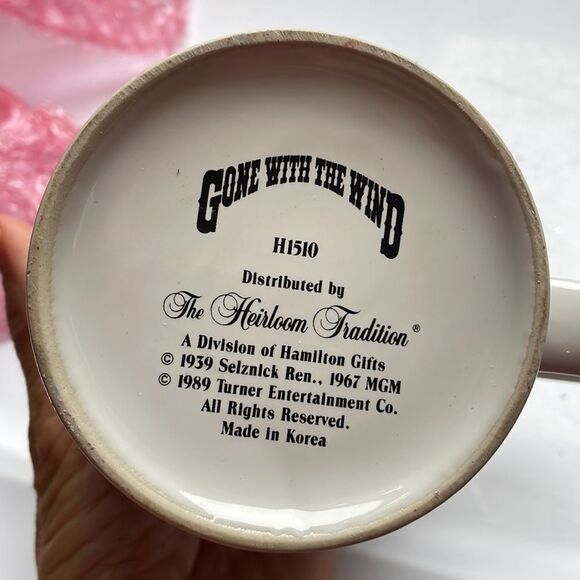 GONE WITH THE WIND
H1510
Distributed by
The Heirloom Tradition®
A Division of Hamilton Gifts
© 1939 Selznick Ren., 1967 MGM
© 1989 Turner Entertainment Co.
All Rights Reserved.
Made in Korea